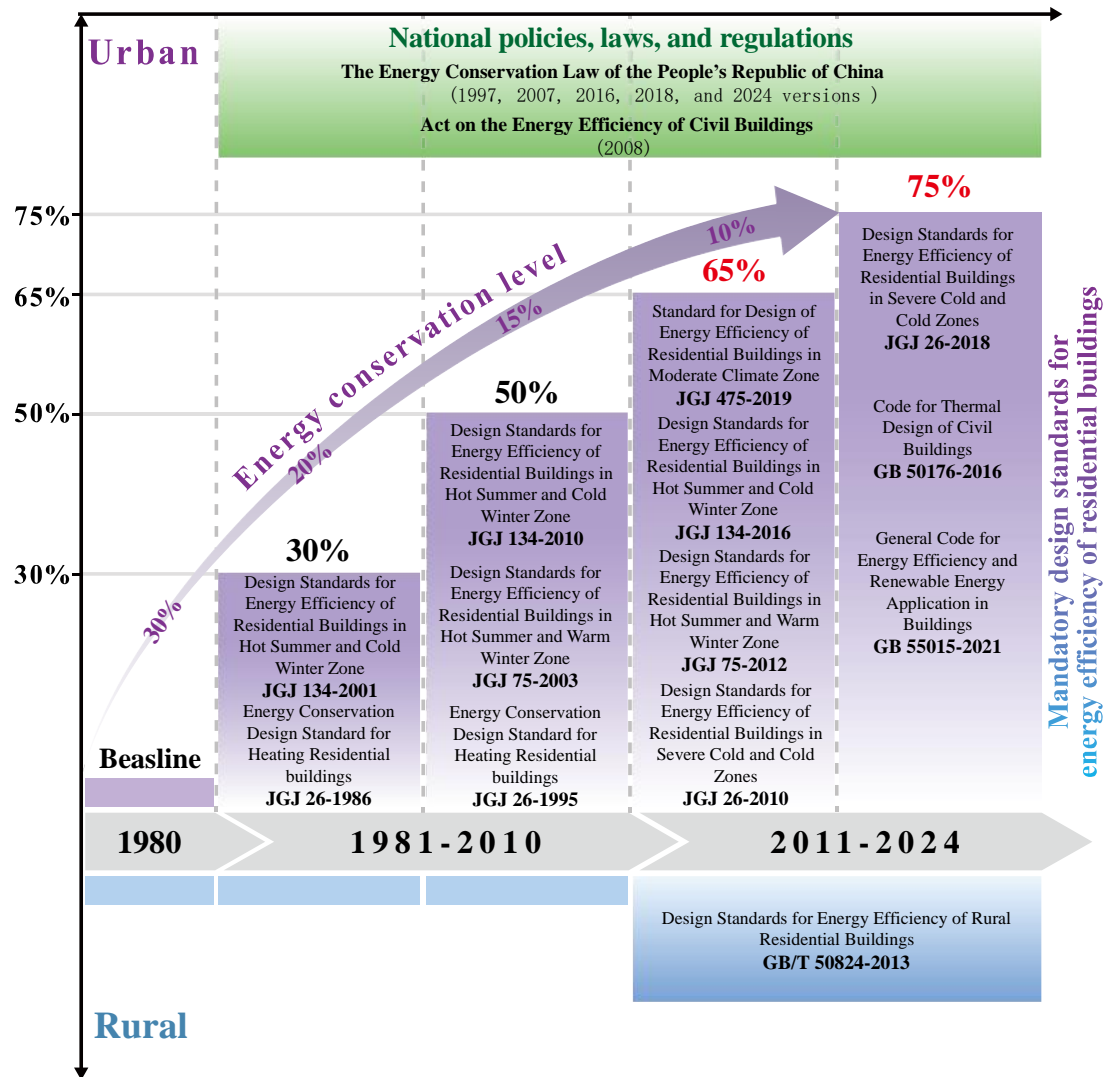 Urban
National policies, laws, and regulations
The Energy Conservation Law of the People's Republic of China
(1997, 2007, 2016, 2018, and 2024 versions )
Act on the Energy Efficiency of Civil Buildings
(2008)
75%
65%
50%
30%
Energy conservation level
30%
20%
15%
10%
Beasline
30%
Design Standards for
Energy Efficiency of
Residential Buildings in
Hot Summer and Cold
Winter Zone
JGJ 134-2001
Energy Conservation
Design Standard for
Heating Residential
buildings
JGJ 26-1986
50%
Design Standards for
Energy Efficiency of
Residential Buildings in
Hot Summer and Cold
Winter Zone
JGJ 134-2010
Design Standards for
Energy Efficiency of
Residential Buildings in
Hot Summer and Warm
Winter Zone
JGJ 75-2003
Energy Conservation
Design Standard for
Heating Residential
buildings
JGJ 26-1995
65%
Standard for Design of
Energy Efficiency of
Residential Buildings in
Moderate Climate Zone
JGJ 475-2019
Design Standards for
Energy Efficiency of
Residential Buildings in
Hot Summer and Cold
Winter Zone
JGJ 134-2016
Design Standards for
Energy Efficiency of
Residential Buildings in
Hot Summer and Warm
Winter Zone
JGJ 75-2012
Design Standards for
Energy Efficiency of
Residential Buildings in
Severe Cold and Cold
Zones
JGJ 26-2010
75%
Design Standards for
Energy Efficiency of
Residential Buildings
in Severe Cold and
Cold Zones
JGJ 26-2018
Code for Thermal
Design of Civil
Buildings
GB 50176-2016
General Code for
Energy Efficiency and
Renewable Energy
Application in
Buildings
GB 55015-2021
Mandatory design standards for
energy efficiency of residential buildings
1980
1981-2010
2011-2024
Design Standards for Energy Efficiency of Rural
Residential Buildings
GB/T 50824-2013
Rural